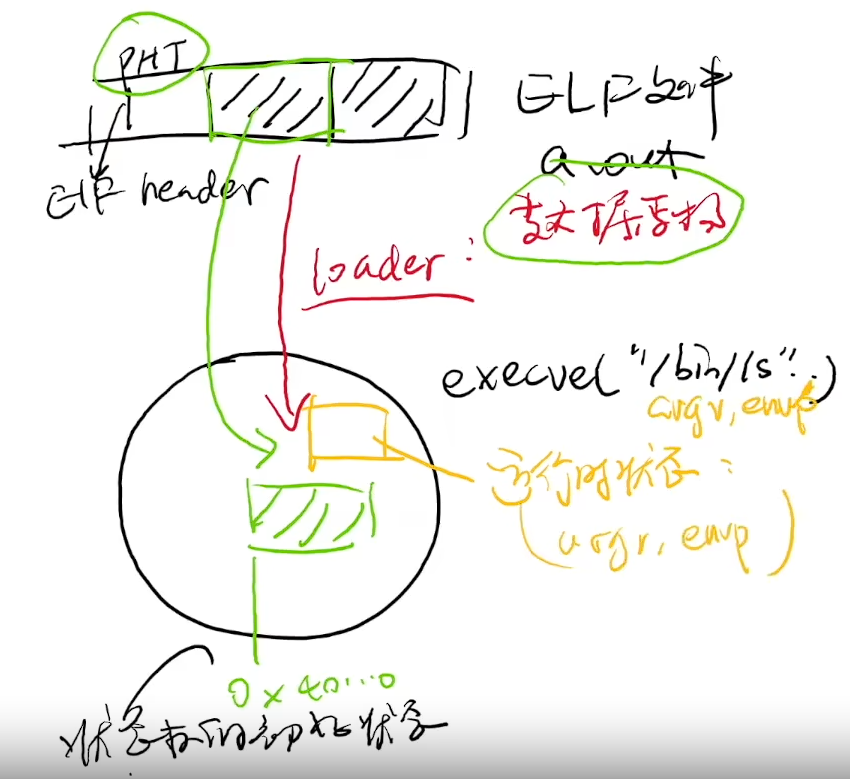 PHT
ELF文件
a.out
ELF header
数据结构
loader:
execve("/bin/ls"..)
argv, envp
运行时状态:
(argv, envp)
0x40...0
状态机的初始状态